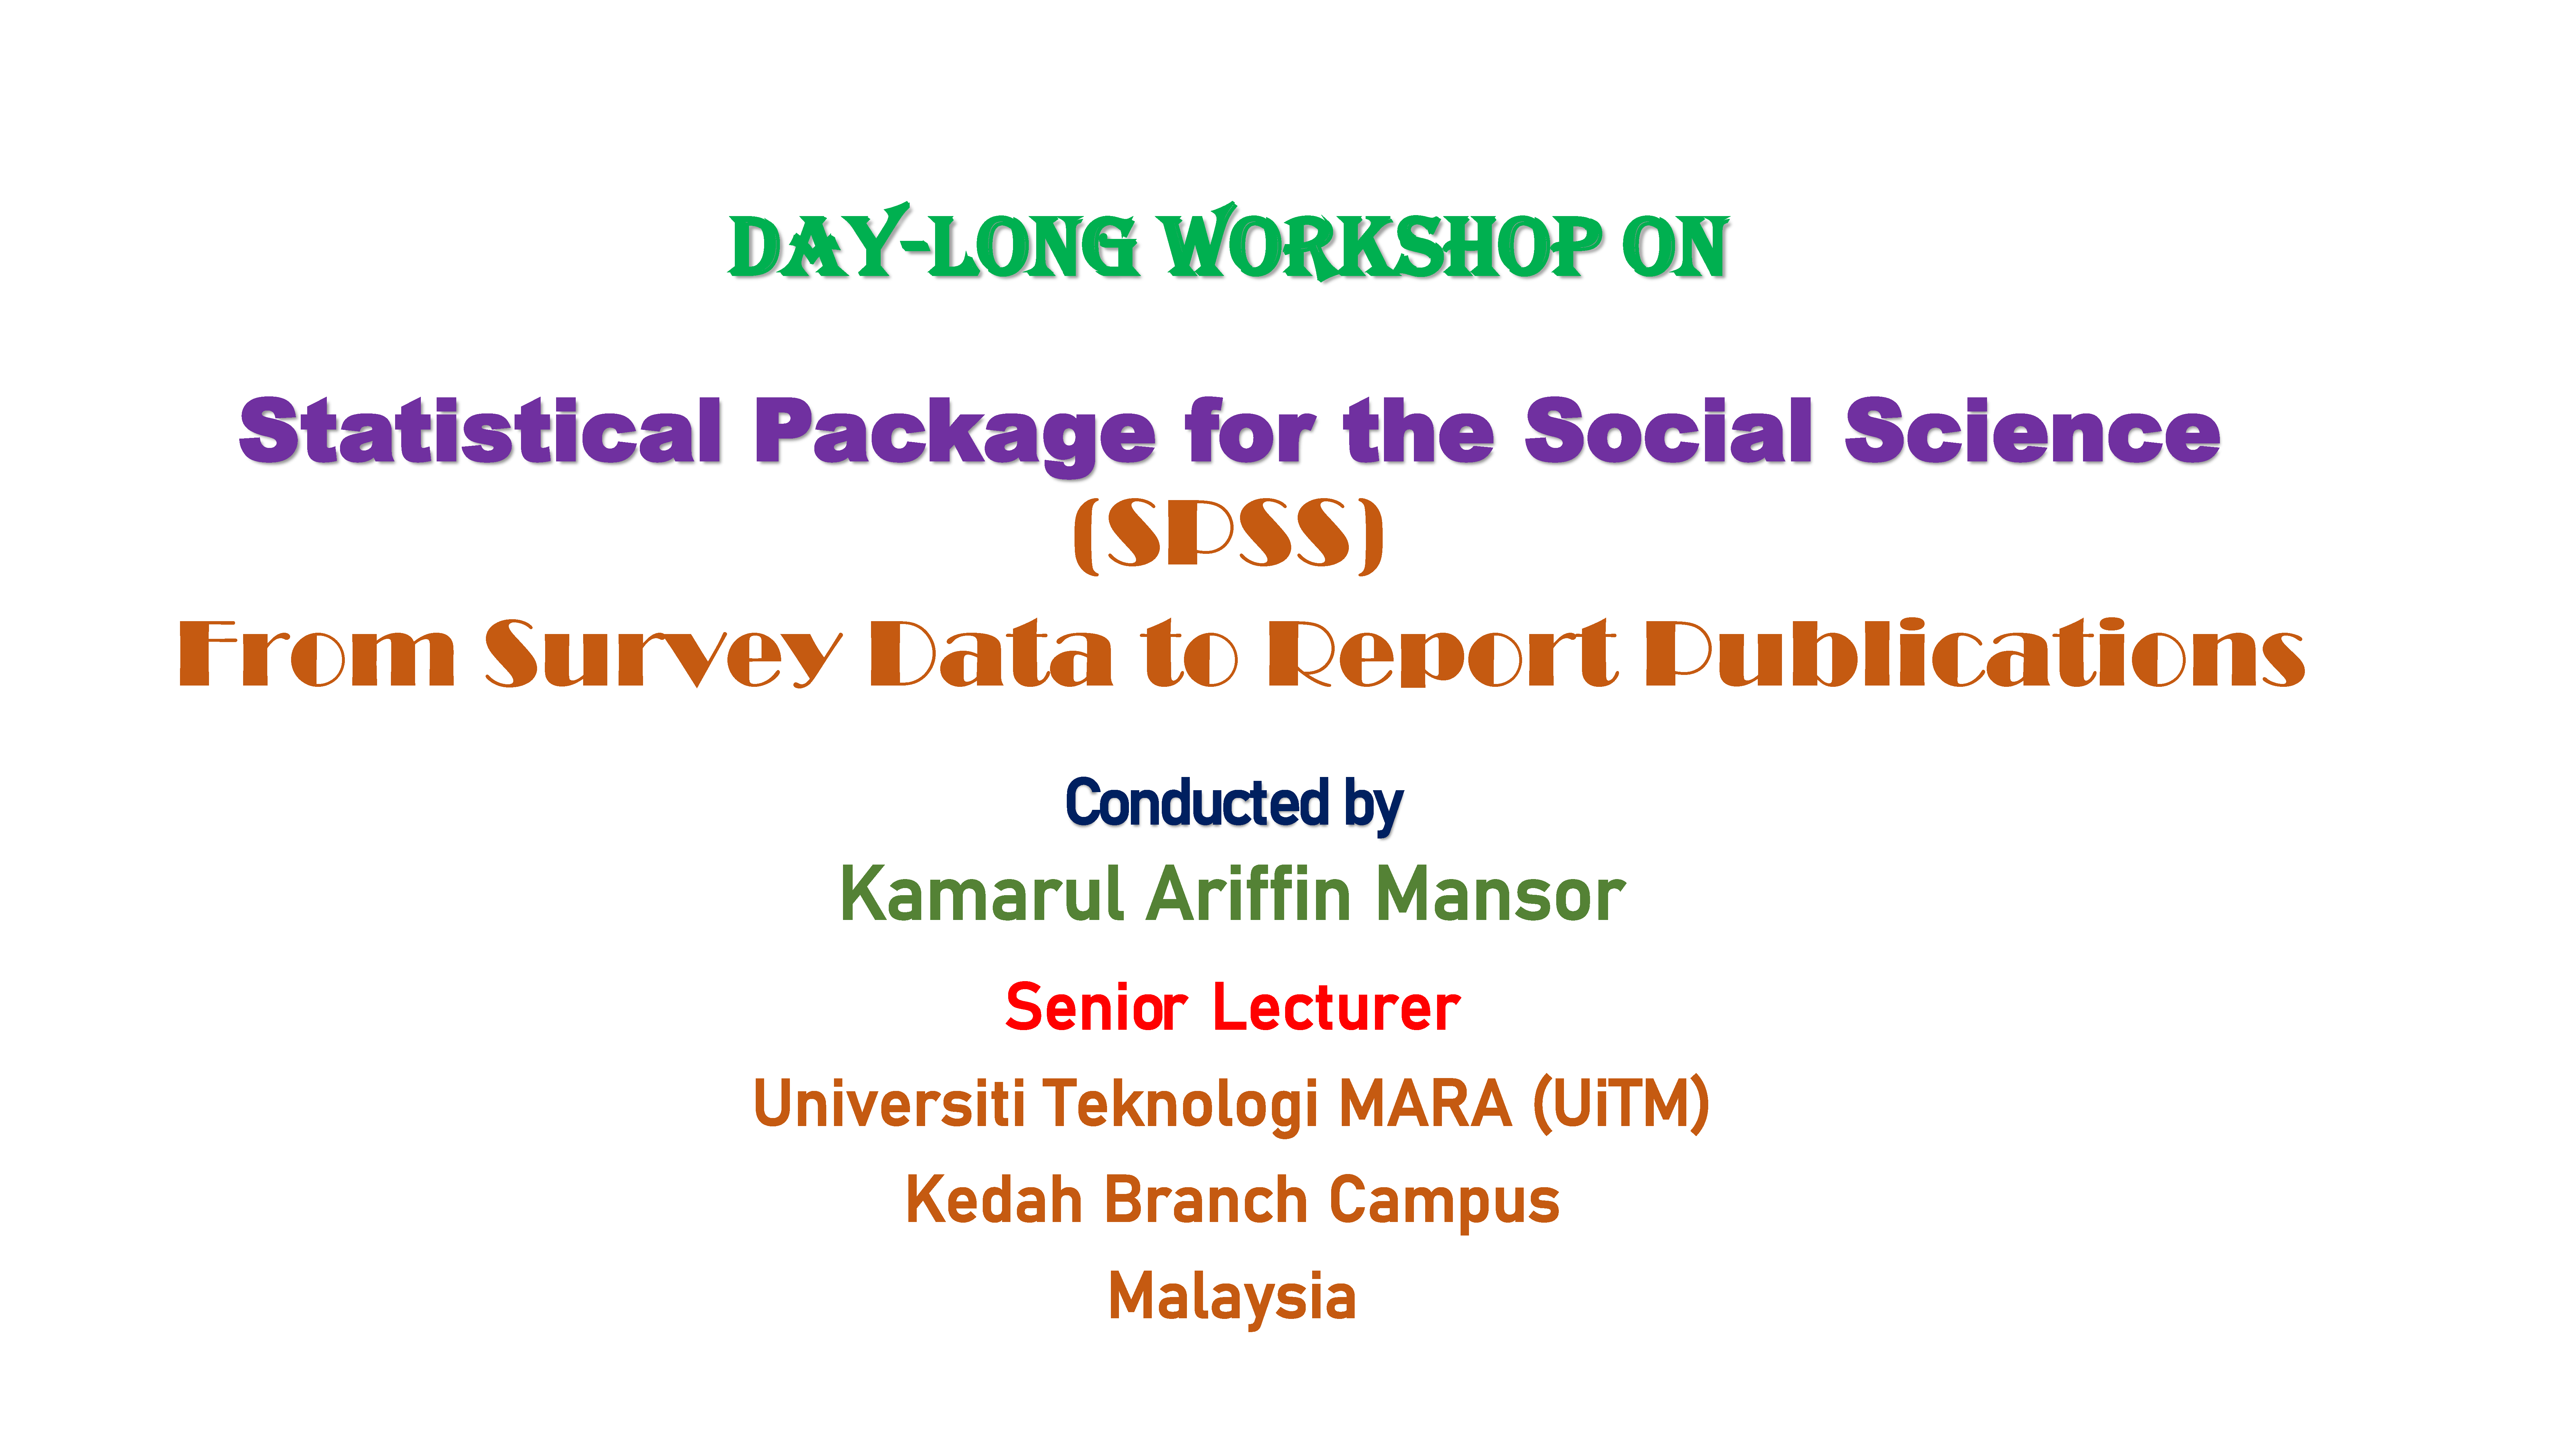 DAY-LONG WORKSHOP ON
Statistical Package for the Social Science
(SPSS)
From Survey Data to Report Publications
Conducted by
Kamarul Ariffin Mansor
Senior Lecturer
Universiti Teknologi MARA (UiTM)
Kedah Branch Campus
Malaysia